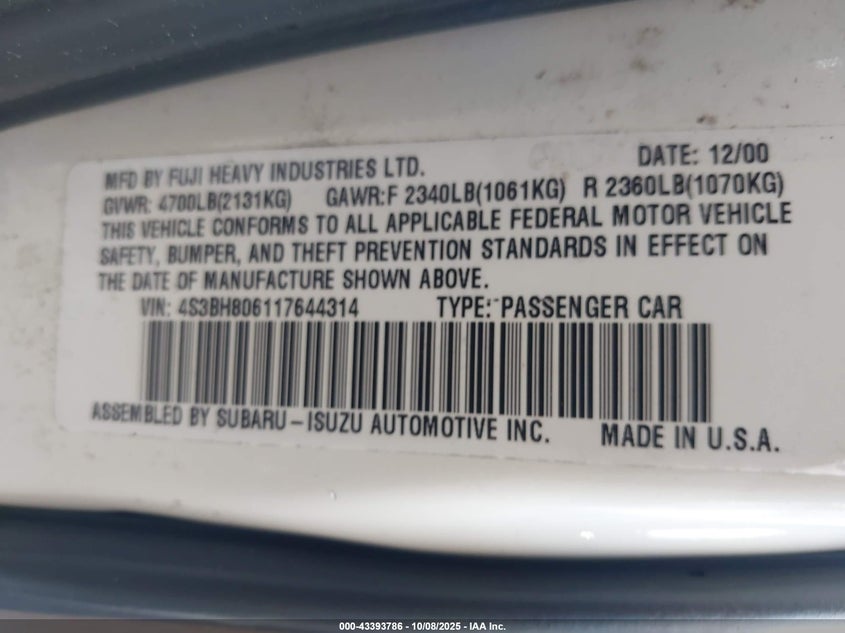 MFD BY FUJI HEAVY INDUSTRIES LTD. DATE: 12/00
GVWR: 4700LB(2131KG) GAWR:F 2340LB(1061KG) R 2360LB(1070KG)
THIS VEHICLE CONFORMS TO ALL APPLICABLE FEDERAL MOTOR VEHICLE
SAFETY, BUMPER, AND THEFT PREVENTION STANDARDS IN EFFECT ON
THE DATE OF MANUFACTURE SHOWN ABOVE.
VIN: 4S3BH806117644314 TYPE: PASSENGER CAR
ASSEMBLED BY SUBARU-ISUZU AUTOMOTIVE INC. MADE IN U.S.A.
000-43393786 - 10/08/2025 - IAA Inc.